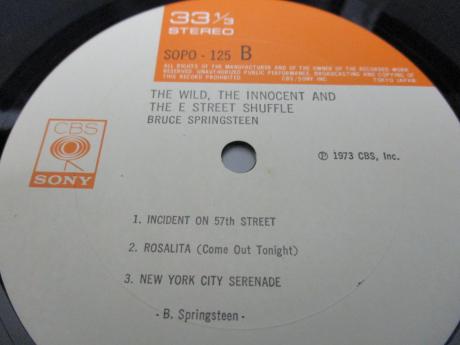 33 1/3
STEREO
SOPO - 125 B
ALL RIGHTS OF THE MANUFACTURER AND OF THE OWNER OF THE RECORDED WORK
RESERVED. UNAUTHORIZED PUBLIC PERFORMANCE, BROADCASTING AND COPYING OF
THIS RECORD PROHIBITED CBS/SONY INC TOKYO JAPAN
THE WILD, THE INNOCENT AND
THE E STREET SHUFFLE
BRUCE SPRINGSTEEN
CBS
SONY
Ⓟ 1973 CBS, Inc.
1. INCIDENT ON 57th STREET
2. ROSALITA (Come Out Tonight)
3. NEW YORK CITY SERENADE
- B. Springsteen -